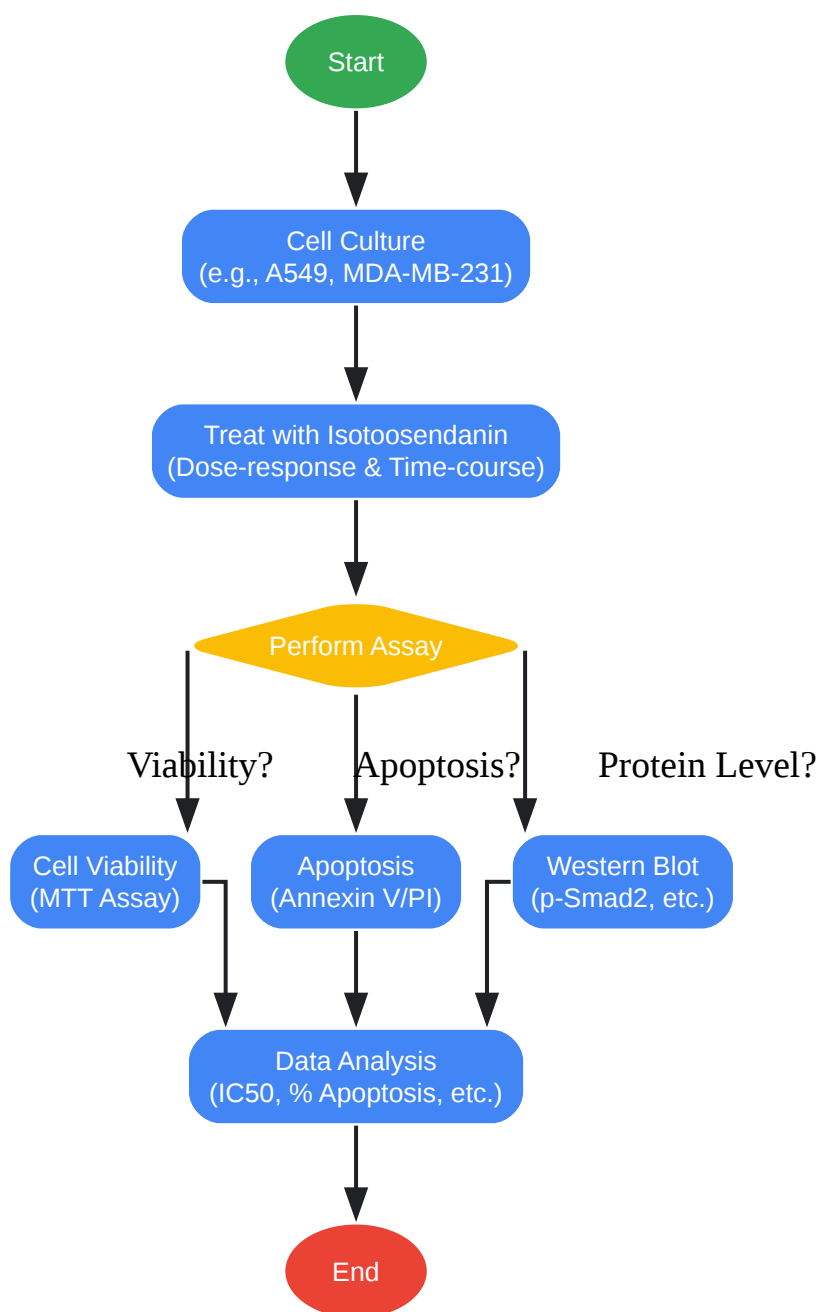 Start
Cell Culture
(e.g., A549, MDA-MB-231)
Treat with Isotoosendanin
(Dose-response & Time-course)
Perform Assay
Viability?
Apoptosis?
Protein Level?
Cell Viability
(MTT Assay)
Apoptosis
(Annexin V/PI)
Western Blot
(p-Smad2, etc.)
Data Analysis
(IC50, % Apoptosis, etc.)
End